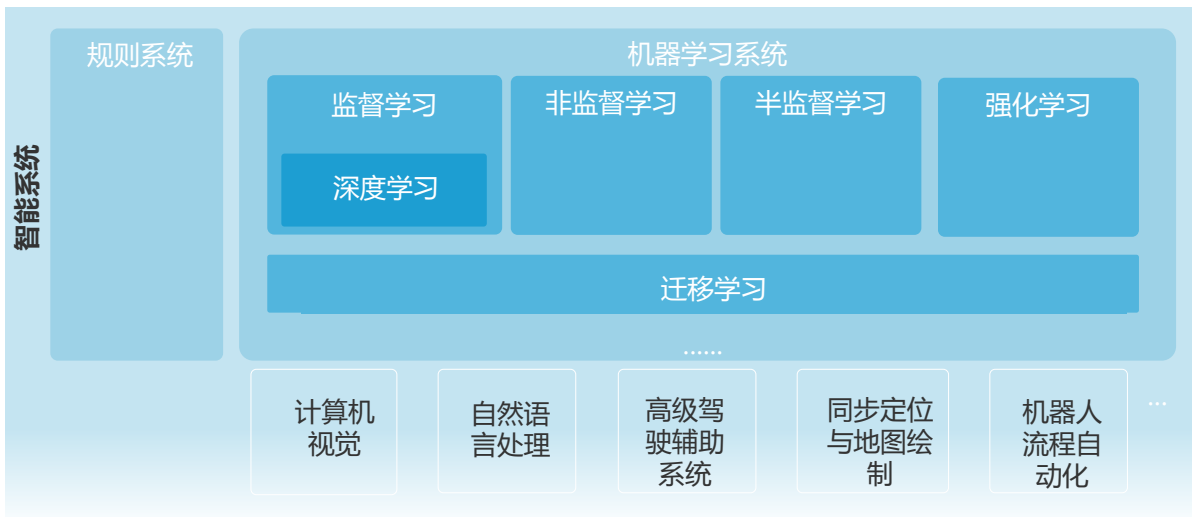 智能系统
规则系统
机器学习系统
监督学习
非监督学习
半监督学习
强化学习
深度学习
迁移学习
......
计算机
视觉
自然语
言处理
高级驾
驶辅助
系统
同步定位
与地图绘
制
机器人
流程自
动化
...